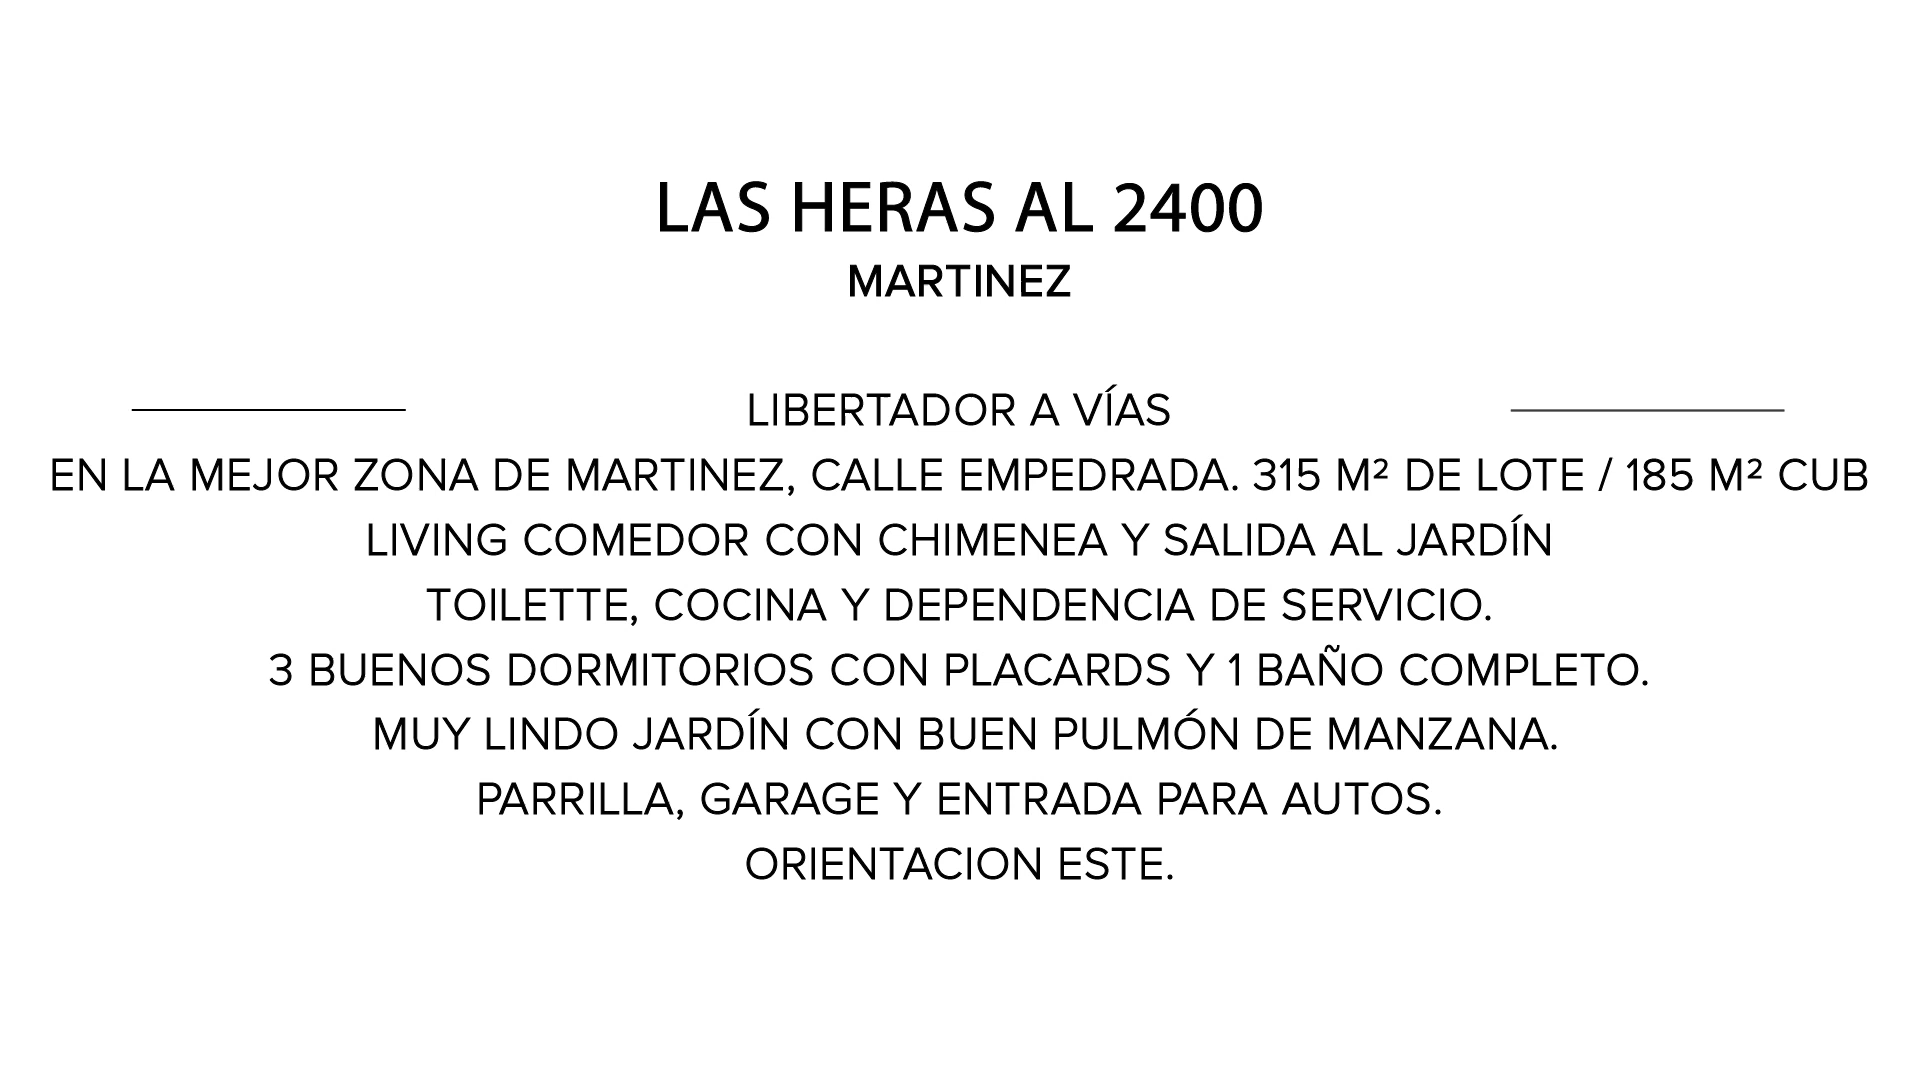 LAS HERAS AL 2400
MARTINEZ
LIBERTADOR A VÍAS
EN LA MEJOR ZONA DE MARTINEZ, CALLE EMPEDRADA. 315 M² DE LOTE / 185 M² CUB
LIVING COMEDOR CON CHIMENEA Y SALIDA AL JARDÍN
TOILETTE, COCINA Y DEPENDENCIA DE SERVICIO.
3 BUENOS DORMITORIOS CON PLACARDS Y 1 BAÑO COMPLETO.
MUY LINDO JARDÍN CON BUEN PULMÓN DE MANZANA.
PARRILLA, GARAGE Y ENTRADA PARA AUTOS.
ORIENTACION ESTE.